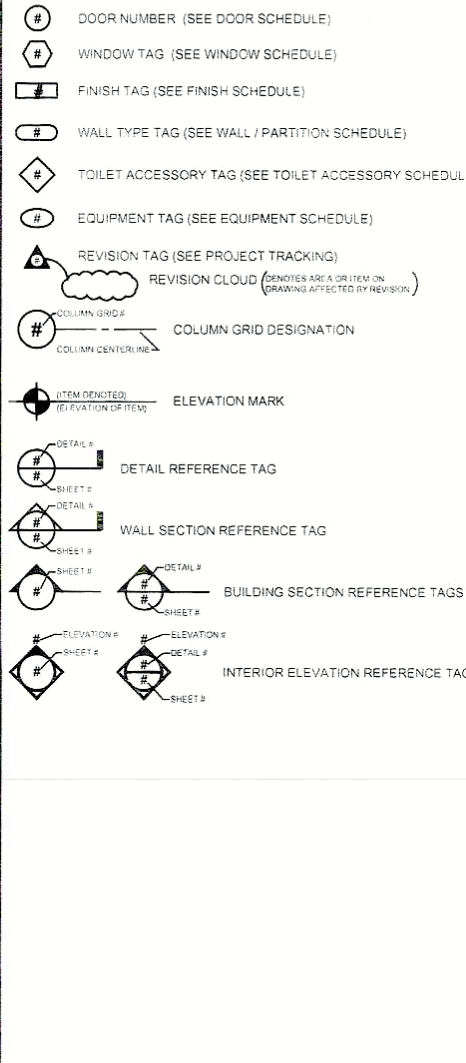 # DOOR NUMBER (SEE DOOR SCHEDULE)
# WINDOW TAG (SEE WINDOW SCHEDULE)
# FINISH TAG (SEE FINISH SCHEDULE)
# WALL TYPE TAG (SEE WALL / PARTITION SCHEDULE)
# TOILET ACCESSORY TAG (SEE TOILET ACCESSORY SCHEDUL
# EQUIPMENT TAG (SEE EQUIPMENT SCHEDULE)
# REVISION TAG (SEE PROJECT TRACKING)
REVISION CLOUD (DENOTES AREA OR ITEM ON
DRAWING AFFECTED BY REVISION)
COLUMN GRID #
# COLUMN GRID DESIGNATION
COLUMN CENTERLINE
(ITEM DENOTED)
(ELEVATION OF ITEM)
ELEVATION MARK
DETAIL #
#
# DETAIL REFERENCE TAG
SHEET #
DETAIL #
#
# WALL SECTION REFERENCE TAG
SHEET #
SHEET # DETAIL #
# # BUILDING SECTION REFERENCE TAGS
#
SHEET #
# ELEVATION # # ELEVATION #
SHEET # DETAIL #
# # INTERIOR ELEVATION REFERENCE TAG
#
SHEET #